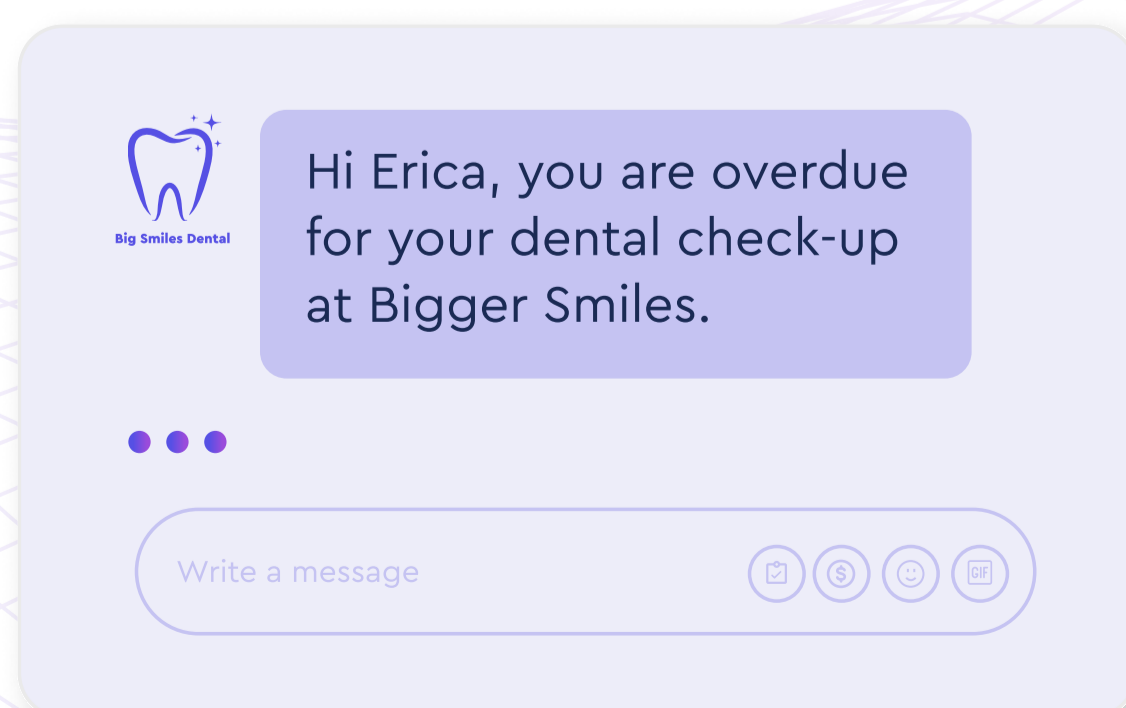 Hi Erica, you are overdue
for your dental check-up
at Bigger Smiles.
Big Smiles Dental
Write a message
$
GIF